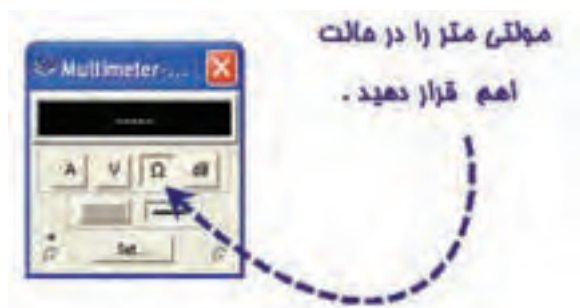 مولتی متر را در حالت
اهم قرار دهید .
Multimeter-...
-----
A V Ω dB
Set...
+ -